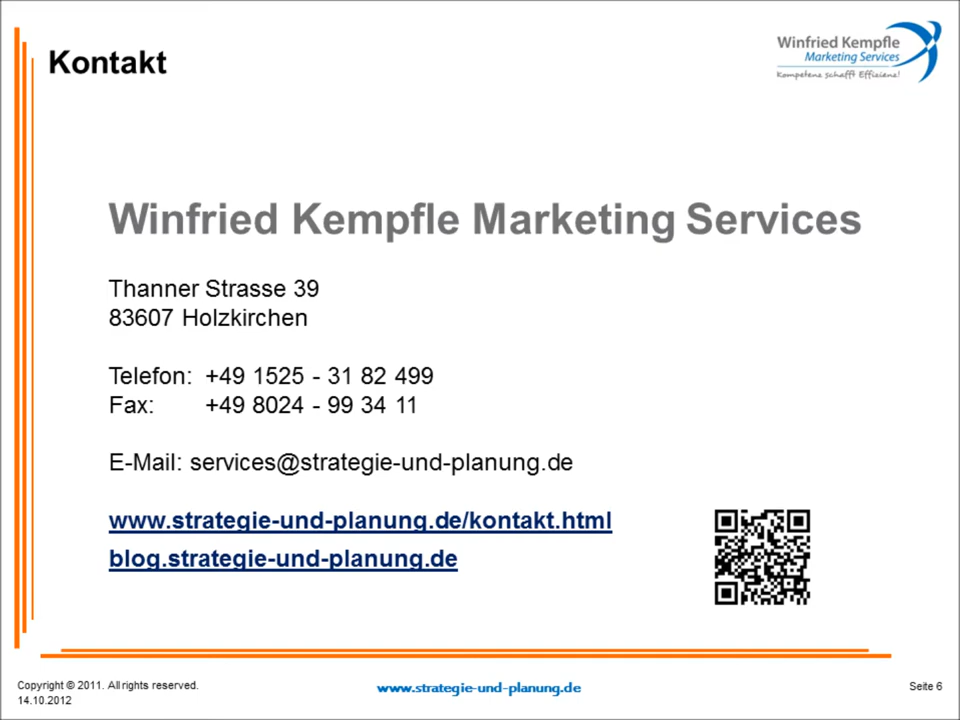 Kontakt
Winfried Kempfle
Marketing Services
Kompetenz schafft Effizienz!
Winfried Kempfle Marketing Services
Thanner Strasse 39
83607 Holzkirchen
Telefon: +49 1525 - 31 82 499
Fax: +49 8024 - 99 34 11
E-Mail: services@strategie-und-planung.de
www.strategie-und-planung.de/kontakt.html
blog.strategie-und-planung.de
Copyright © 2011. All rights reserved.
14.10.2012
www.strategie-und-planung.de
Seite 6